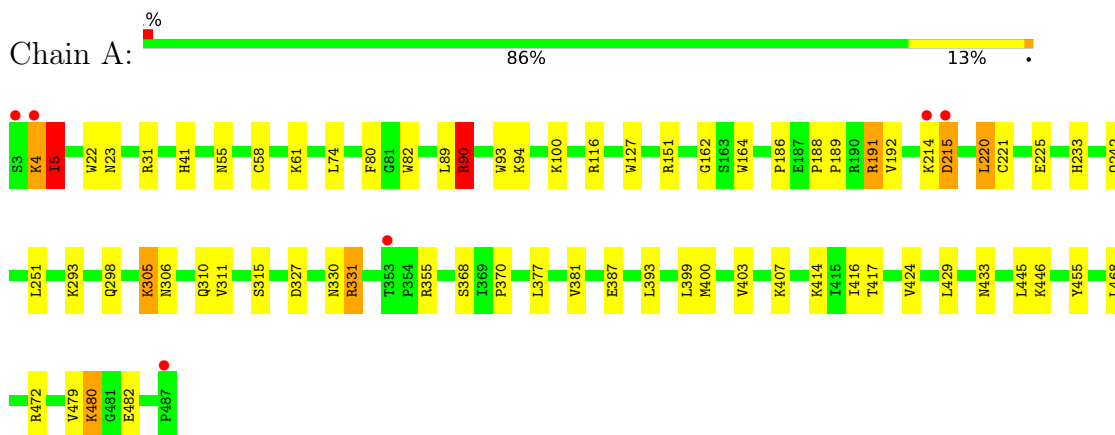 .%
Chain A:
86% 13% •
S3 K4 I5 W22 N23 R31 H41 N55 C58 K61 L74 F80 G81 W82 L89 R90 W93 K94 K100 R116 W127 R151 G162 S163 W164 P186 E187 P188 P189 R190 R191 V192 K214 D215 L220 C221 E225 H233
L251 K293 Q298 K305 N306 Q310 V311 S315 D327 N330 R331 T353 P354 R355 S368 I369 P370 L377 V381 E387 L393 L399 M400 V403 K407 K414 I415 I416 T417 V424 L429 N433 L445 K446 Y455 L468
R472 V479 K480 G481 E482 P487